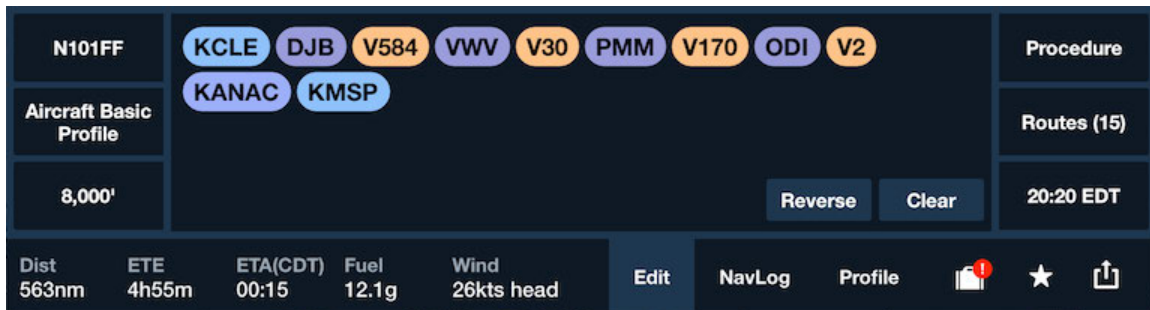 N101FF
Aircraft Basic
Profile
8,000'
KCLE DJB V584 VWV V30 PMM V170 ODI V2
KANAC KMSP
Reverse Clear
Procedure
Routes (15)
20:20 EDT
Dist ETE ETA(CDT) Fuel Wind
563nm 4h55m 00:15 12.1g 26kts head
Edit NavLog Profile !